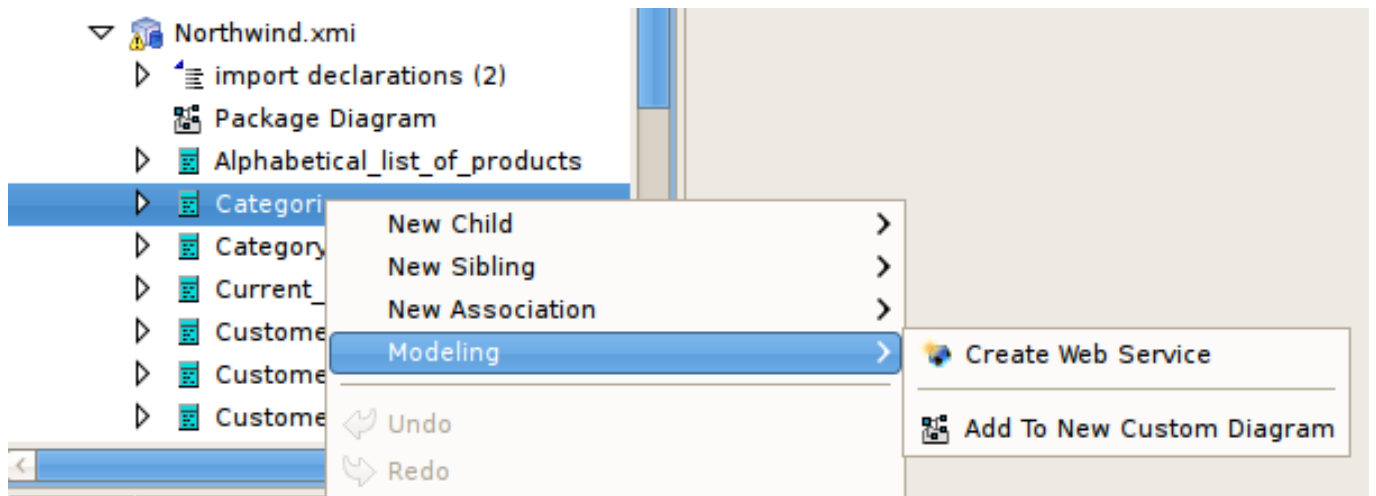 Northwind.xmi
import declarations (2)
Package Diagram
Alphabetical_list_of_products
Categori
Category
Current_
Custome
Custome
Custome
New Child
New Sibling
New Association
Modeling
Undo
Redo
Create Web Service
Add To New Custom Diagram